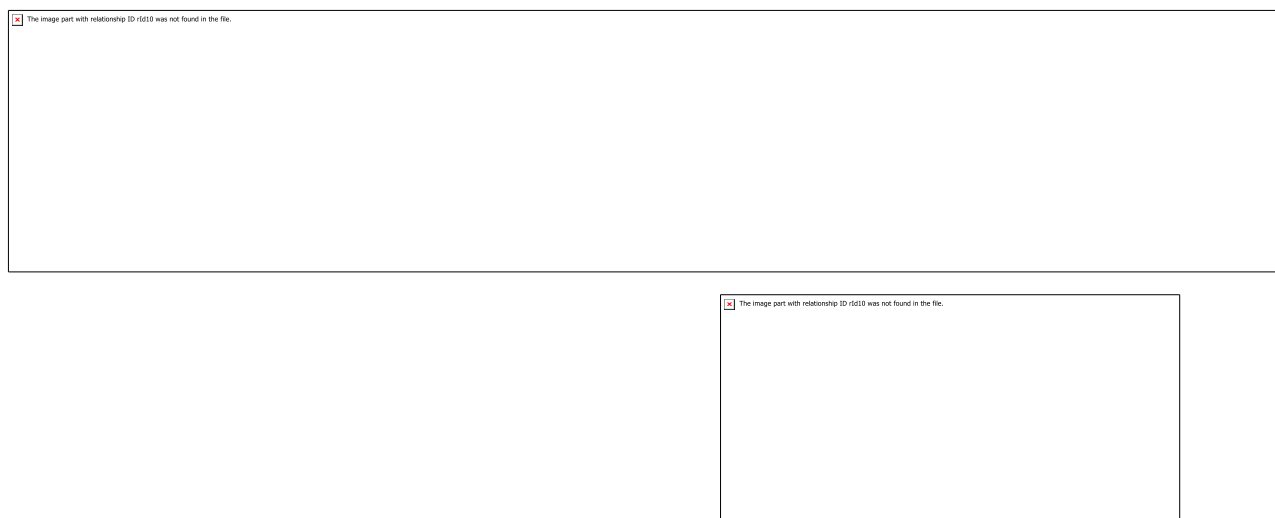 The image part with relationship ID rId10 was not found in the file.
The image part with relationship ID rId10 was not found in the file.